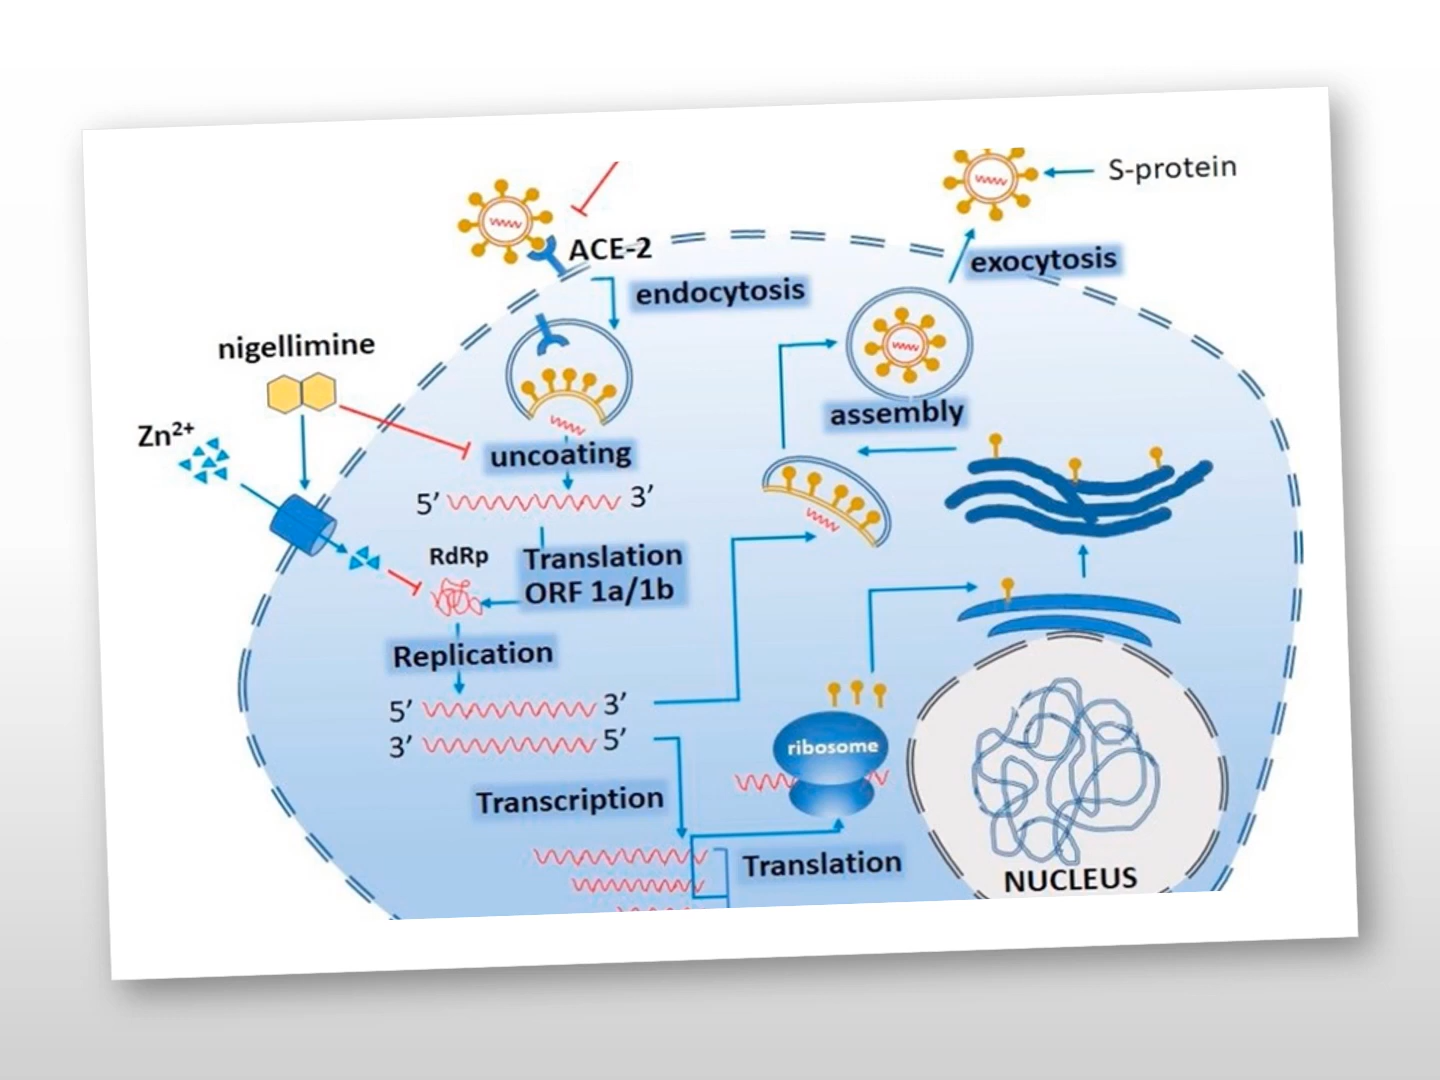 S-protein
ACE-2
exocytosis
endocytosis
nigellimine
assembly
Zn²⁺
uncoating
5’ 3’
RdRp
Translation
ORF 1a/1b
Replication
5’ 3’
3’ 5’
ribosome
Transcription
Translation
NUCLEUS